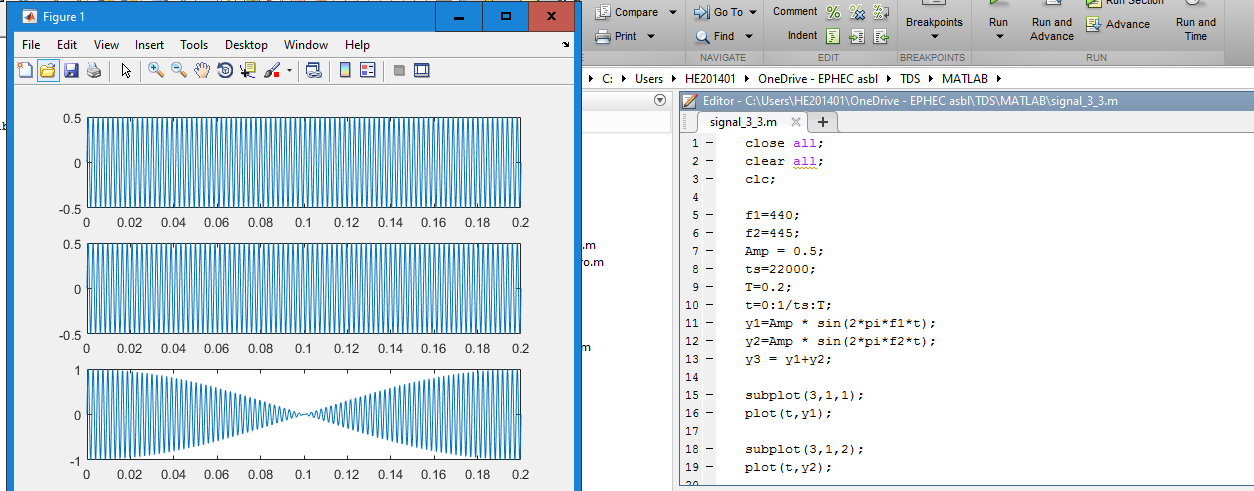 Figure 1
File Edit View Insert Tools Desktop Window Help
0.5
0
-0.5
0 0.02 0.04 0.06 0.08 0.1 0.12 0.14 0.16 0.18 0.2
0.5
0
-0.5
0 0.02 0.04 0.06 0.08 0.1 0.12 0.14 0.16 0.18 0.2
1
0
-1
0 0.02 0.04 0.06 0.08 0.1 0.12 0.14 0.16 0.18 0.2
Compare
Print
Go To
Find
NAVIGATE
Comment
Indent
EDIT
Breakpoints
BREAKPOINTS
Run
Run and
Advance
Run Section
Advance
Run and
Time
RUN
C: Users HE201401 OneDrive - EPHEC asbl TDS MATLAB
.m
ro.m
m
Editor - C:\Users\HE201401\OneDrive - EPHEC asbl\TDS\MATLAB\signal_3_3.m
signal_3_3.m
1 – close all;
2 – clear all;
3 – clc;
4
5 – f1=440;
6 – f2=445;
7 – Amp = 0.5;
8 – ts=22000;
9 – T=0.2;
10 – t=0:1/ts:T;
11 – y1=Amp * sin(2*pi*f1*t);
12 – y2=Amp * sin(2*pi*f2*t);
13 – y3 = y1+y2;
14
15 – subplot(3,1,1);
16 – plot(t,y1);
17
18 – subplot(3,1,2);
19 – plot(t,y2);
20